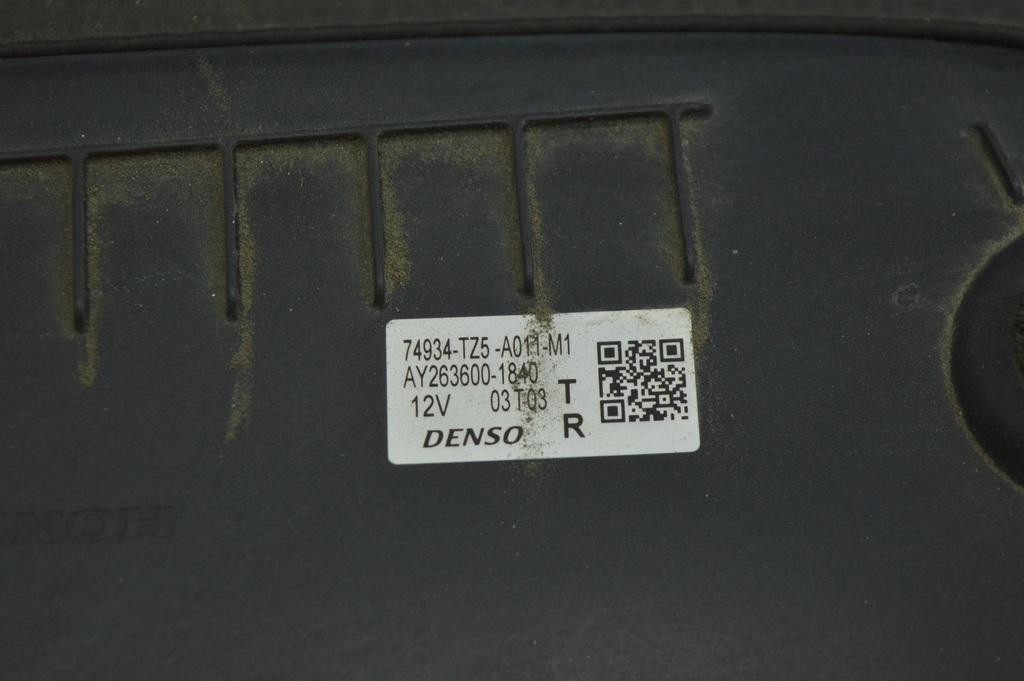 74934-TZ5-A011-M1
AY263600-1840
12V 03T03 T
DENSO R